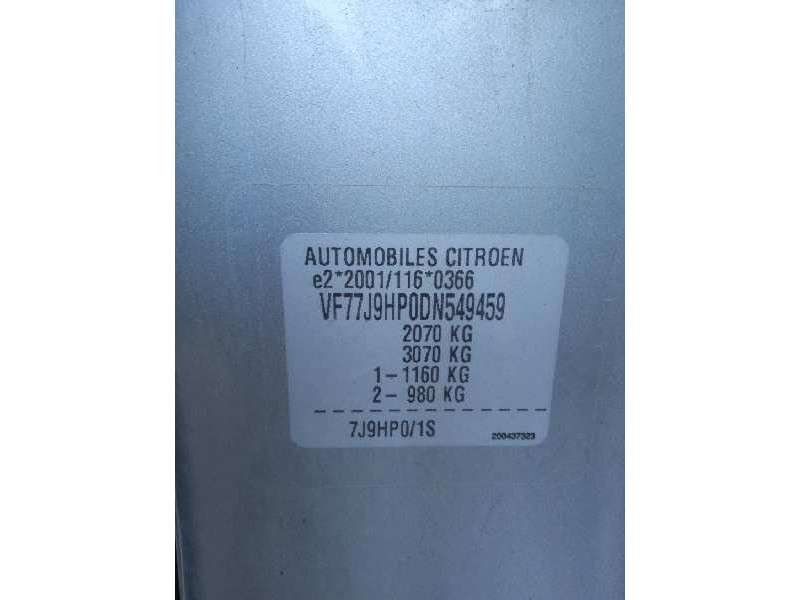 AUTOMOBILES CITROEN
e2*2001/116*0366
VF77J9HP0DN549459
2070 KG
3070 KG
1- 1160 KG
2- 980 KG
7J9HP0/1S
200437323